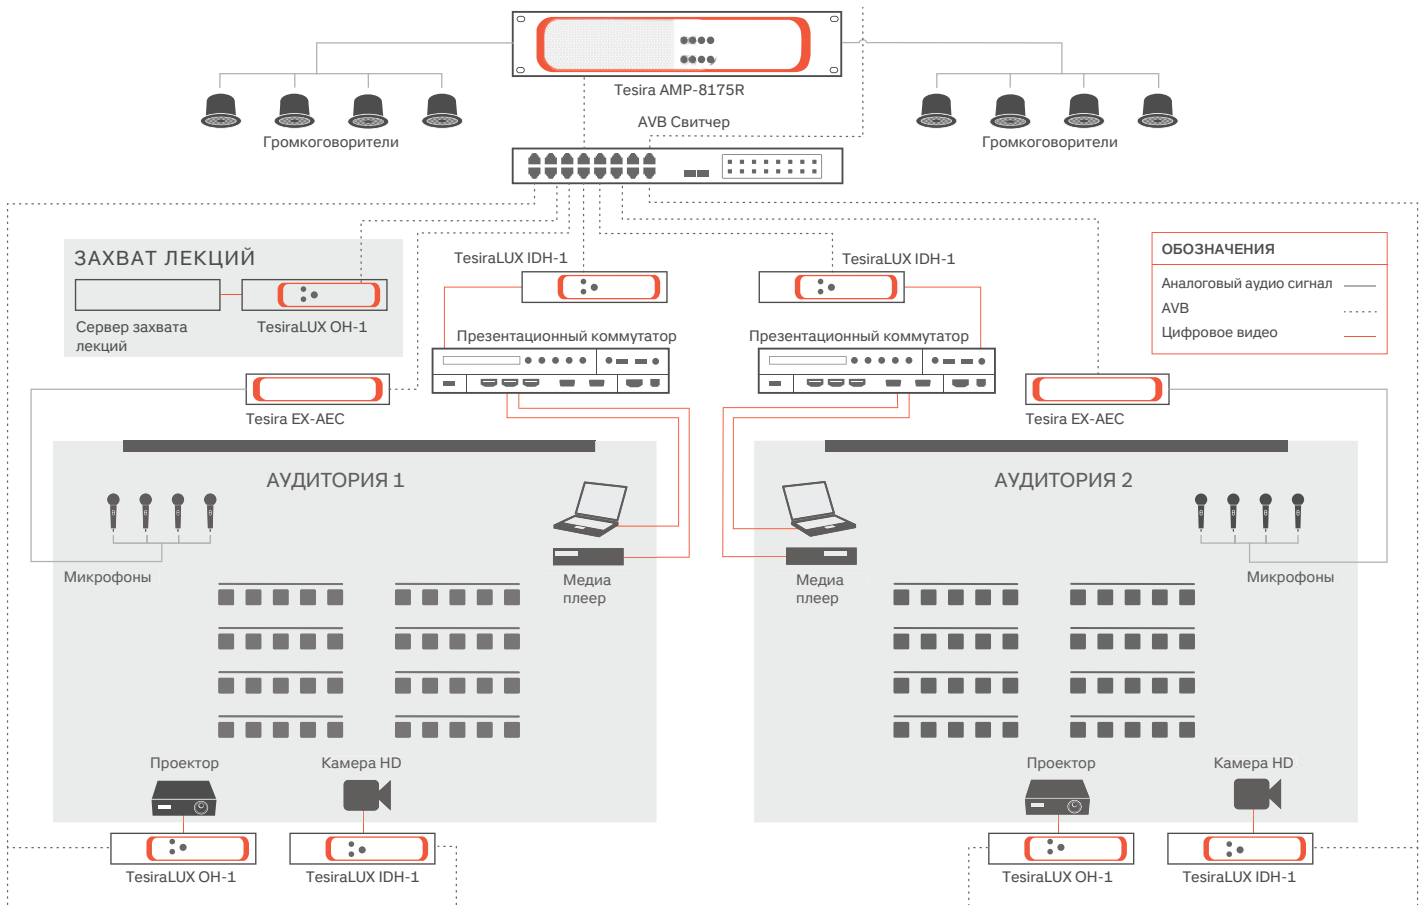 Tesira AMP-8175R
AVB Свитчер
Громкоговорители
Громкоговорители
ЗАХВАТ ЛЕКЦИЙ
Сервер захвата
лекций
TesiraLUX OH-1
TesiraLUX IDH-1
TesiraLUX IDH-1
ОБОЗНАЧЕНИЯ
Аналоговый аудио сигнал
AVB
Цифровое видео
Презентационный коммутатор
Презентационный коммутатор
Tesira EX-AEC
Tesira EX-AEC
АУДИТОРИЯ 1
АУДИТОРИЯ 2
Микрофоны
Медиа
плеер
Медиа
плеер
Микрофоны
Проектор
Камера HD
Проектор
Камера HD
TesiraLUX OH-1
TesiraLUX IDH-1
TesiraLUX OH-1
TesiraLUX IDH-1